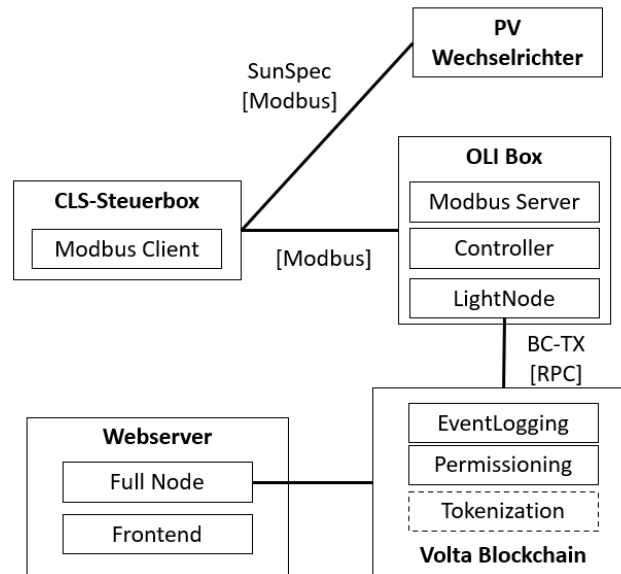 PV
Wechselrichter
SunSpec
[Modbus]
OLI Box
Modbus Server
Controller
LightNode
CLS-Steuerbox
Modbus Client
[Modbus]
BC-TX
[RPC]
Webserver
Full Node
Frontend
EventLogging
Permissioning
Tokenization
Volta Blockchain